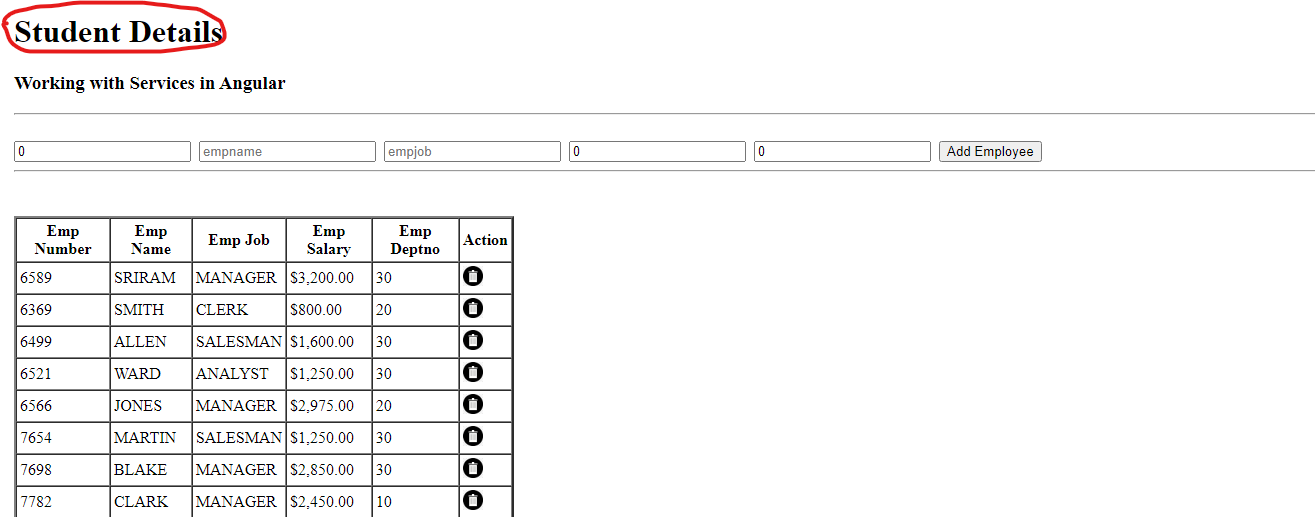 Student Details
Working with Services in Angular
0 empname empjob 0 0 Add Employee
Emp Number Emp Name Emp Job Emp Salary Emp Deptno Action
6589 SRIRAM MANAGER $3,200.00 30
6369 SMITH CLERK $800.00 20
6499 ALLEN SALESMAN $1,600.00 30
6521 WARD ANALYST $1,250.00 30
6566 JONES MANAGER $2,975.00 20
7654 MARTIN SALESMAN $1,250.00 30
7698 BLAKE MANAGER $2,850.00 30
7782 CLARK MANAGER $2,450.00 10